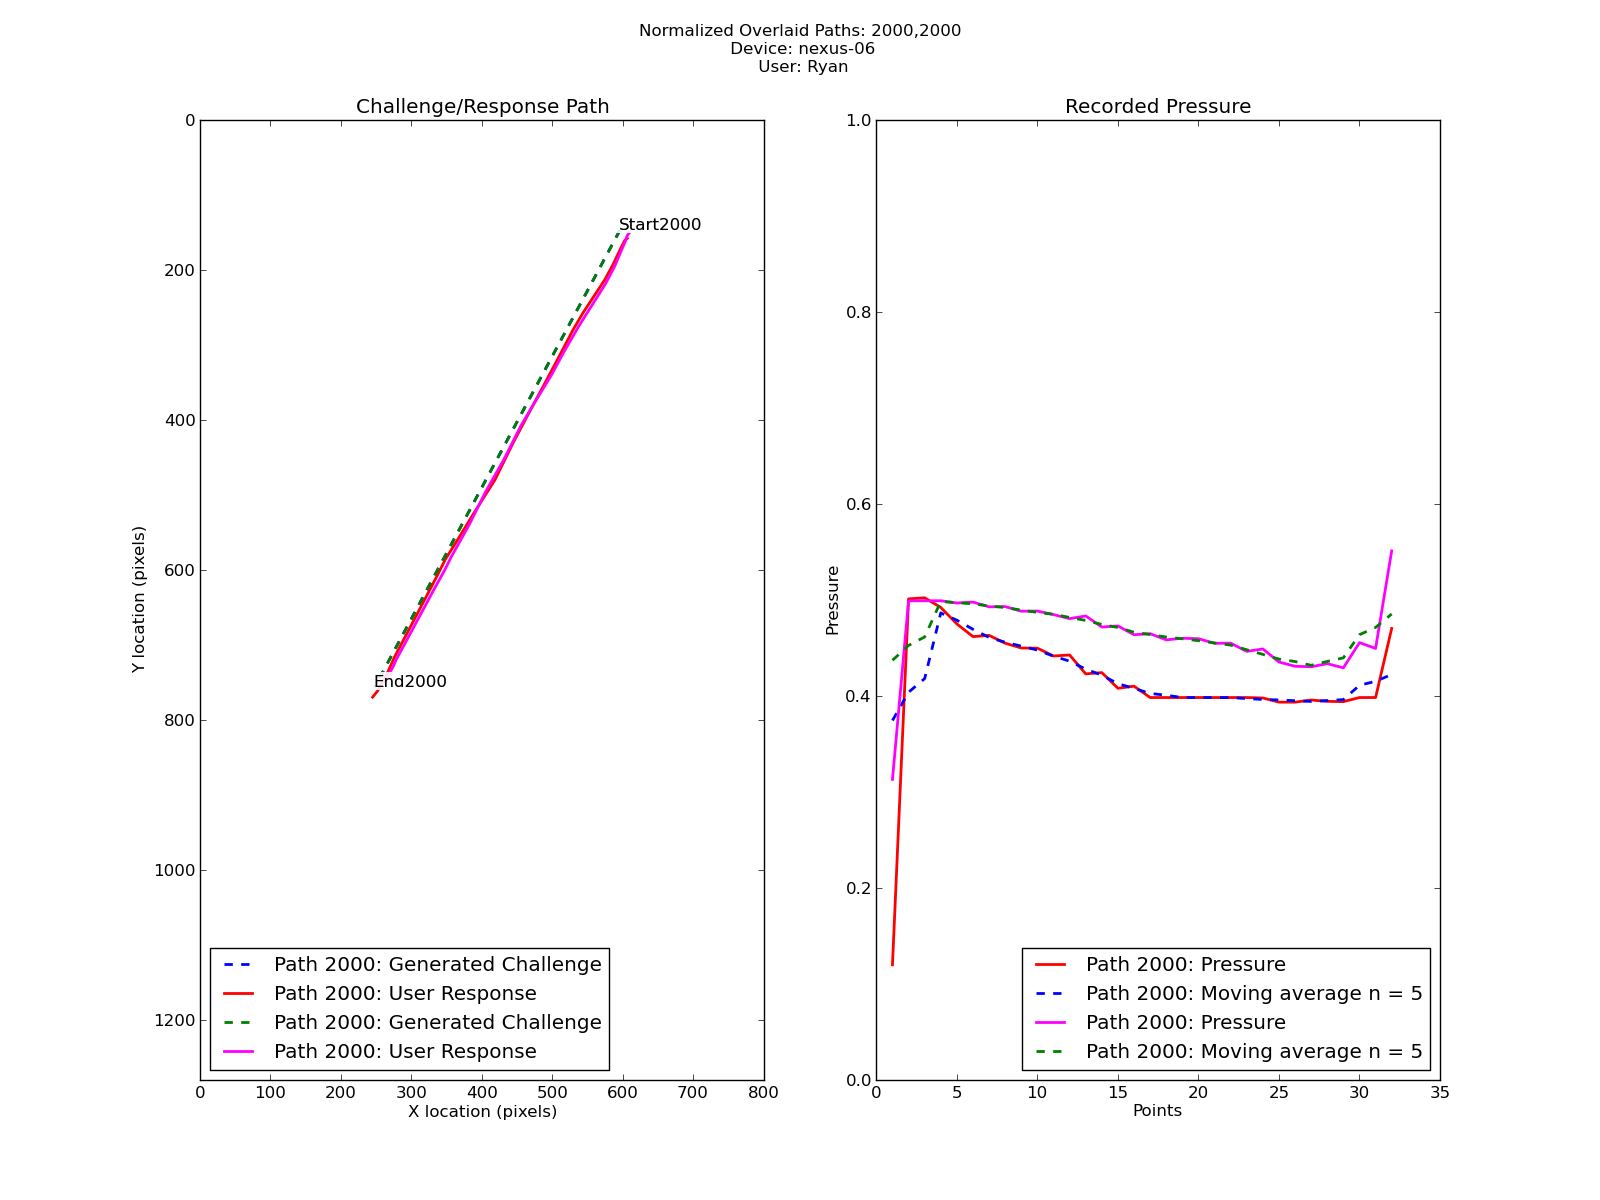 Normalized Overlaid Paths: 2000,2000
Device: nexus-06
User: Ryan
Challenge/Response Path
0
200
400
600
800
1000
1200
Y location (pixels)
Start2000
End2000
Path 2000: Generated Challenge
Path 2000: User Response
Path 2000: Generated Challenge
Path 2000: User Response
0 100 200 300 400 500 600 700 800
X location (pixels)
Recorded Pressure
1.0
0.8
0.6
0.4
0.2
0.0
Pressure
Path 2000: Pressure
Path 2000: Moving average n = 5
Path 2000: Pressure
Path 2000: Moving average n = 5
0 5 10 15 20 25 30 35
Points